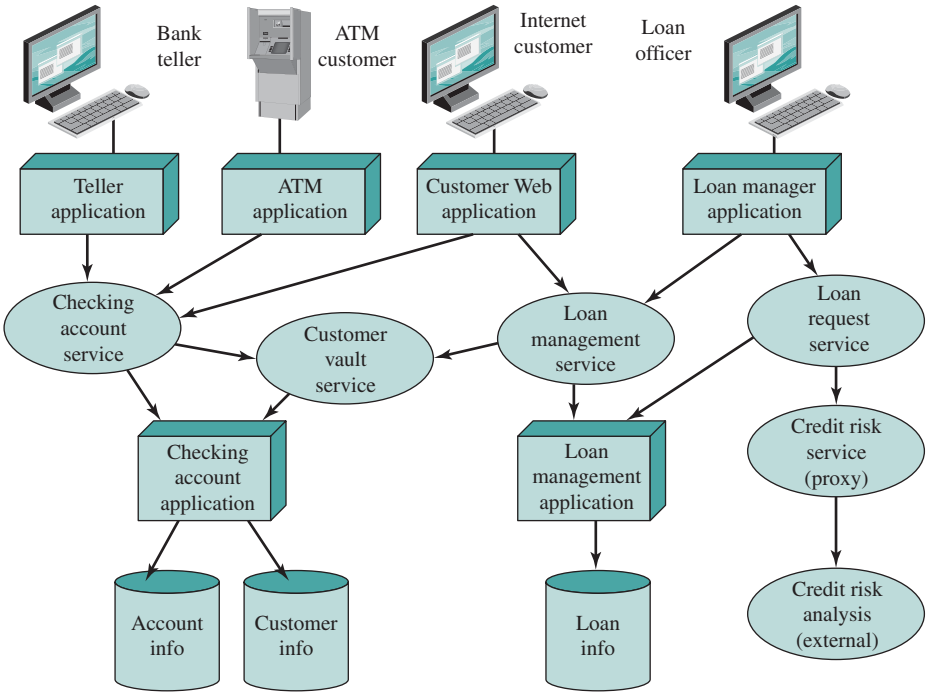 Bank
teller
ATM
customer
Internet
customer
Loan
officer
Teller
application
ATM
application
Customer Web
application
Loan manager
application
Checking
account
service
Customer
vault
service
Loan
management
service
Loan
request
service
Checking
account
application
Loan
management
application
Credit risk
service
(proxy)
Account
info
Customer
info
Loan
info
Credit risk
analysis
(external)